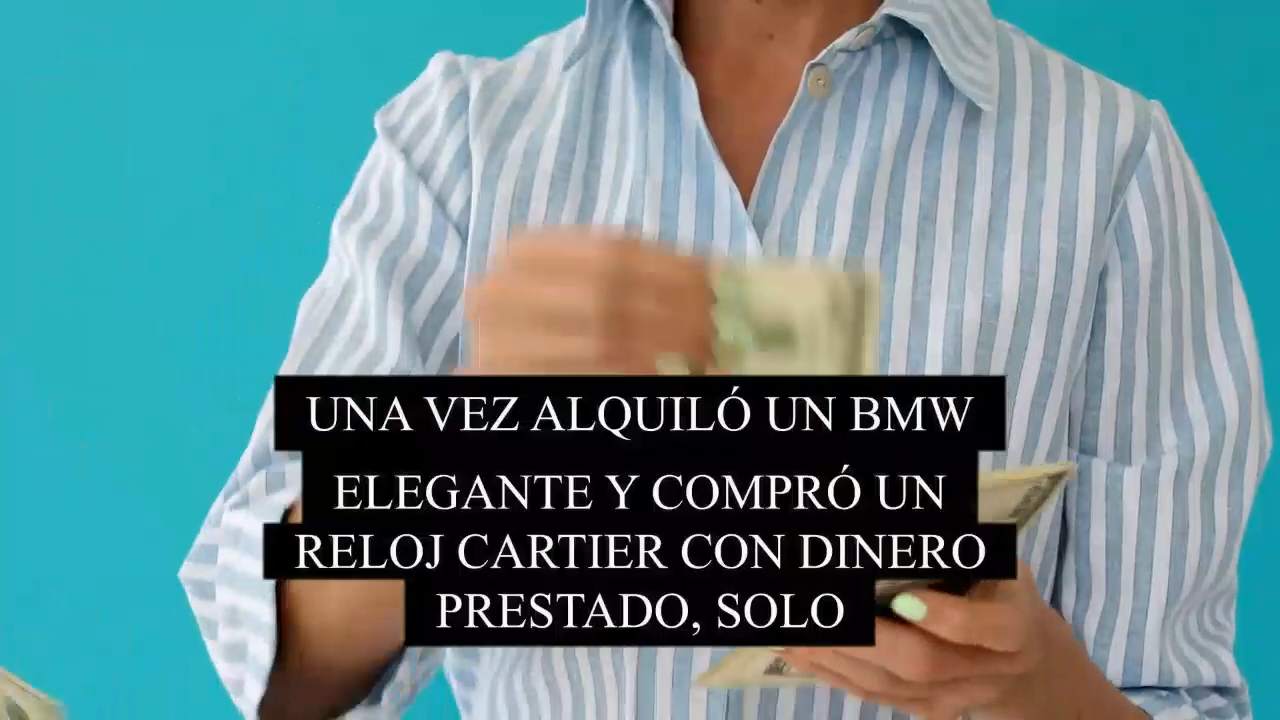 UNA VEZ ALQUILÓ UN BMW
ELEGANTE Y COMPRÓ UN
RELOJ CARTIER CON DINERO
PRESTADO, SOLO